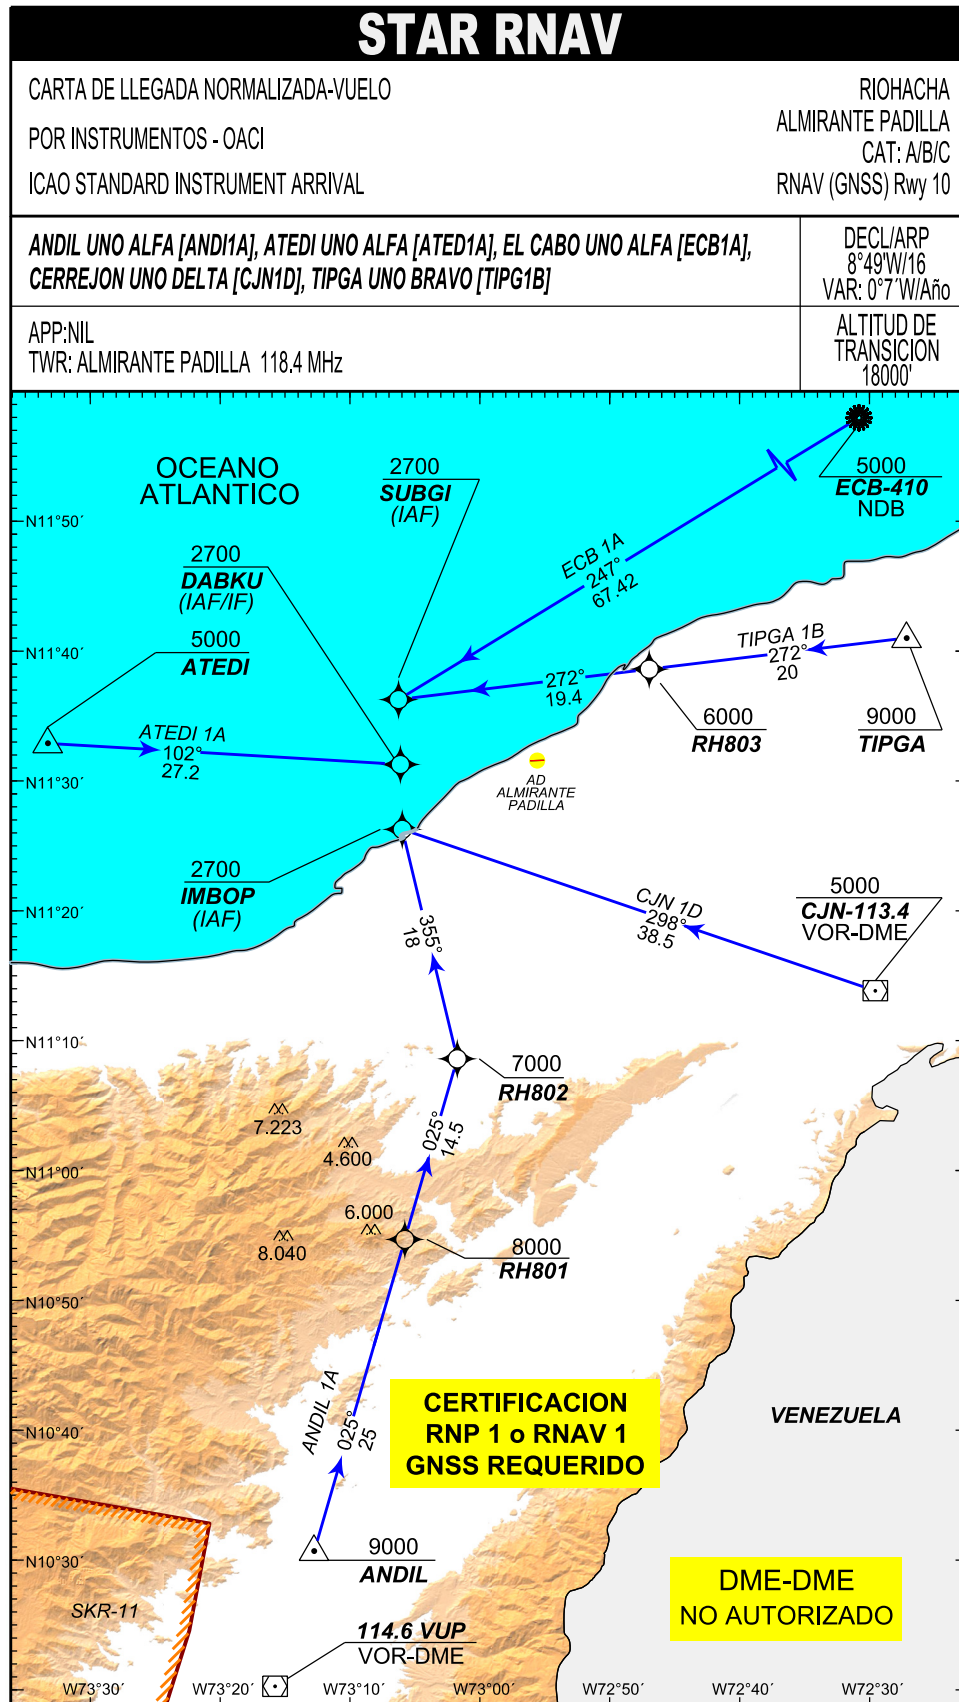 STAR RNAV
CARTA DE LLEGADA NORMALIZADA-VUELO
POR INSTRUMENTOS - OACI
ICAO STANDARD INSTRUMENT ARRIVAL
RIOHACHA
ALMIRANTE PADILLA
CAT: A/B/C
RNAV (GNSS) Rwy 10
ANDIL UNO ALFA [ANDI1A], ATEDI UNO ALFA [ATED1A], EL CABO UNO ALFA [ECB1A],
CERREJON UNO DELTA [CJN1D], TIPGA UNO BRAVO [TIPG1B]
DECL/ARP
8°49'W/16
VAR: 0°7´W/Año
APP:NIL
TWR: ALMIRANTE PADILLA 118.4 MHz
ALTITUD DE
TRANSICION
18000'
OCEANO
ATLANTICO
2700
SUBGI
(IAF)
5000
ECB-410
NDB
N11°50´
ECB 1A
247°
67.42
2700
DABKU
(IAF/IF)
5000
ATEDI
N11°40´
TIPGA 1B
272°
20
272°
19.4
6000
RH803
9000
TIPGA
ATEDI 1A
102°
27.2
N11°30´
AD
ALMIRANTE
PADILLA
2700
IMBOP
(IAF)
CJN 1D
298°
38.5
5000
CJN-113.4
VOR-DME
N11°20´
355°
18
N11°10´
7000
RH802
7.223
4.600
025°
14.5
N11°00´
6.000
8.040
8000
RH801
N10°50´
ANDIL 1A
025°
25
CERTIFICACION
RNP 1 o RNAV 1
GNSS REQUERIDO
VENEZUELA
N10°40´
N10°30´
9000
ANDIL
DME-DME
NO AUTORIZADO
SKR-11
114.6 VUP
VOR-DME
W73°30´
W73°20´
W73°10´
W73°00´
W72°50´
W72°40´
W72°30´